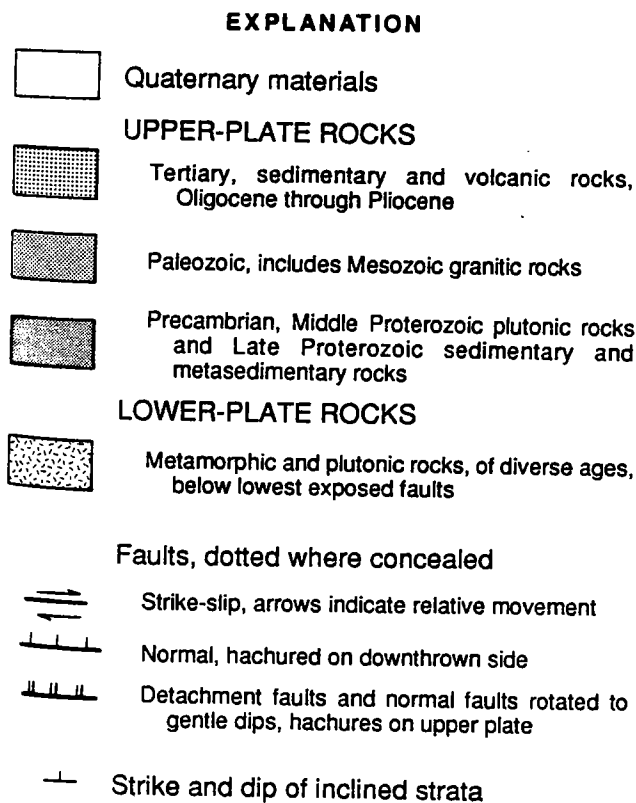 EXPLANATION
Quaternary materials
UPPER-PLATE ROCKS
Tertiary, sedimentary and volcanic rocks,
Oligocene through Pliocene
Paleozoic, includes Mesozoic granitic rocks
Precambrian, Middle Proterozoic plutonic rocks
and Late Proterozoic sedimentary and
metasedimentary rocks
LOWER-PLATE ROCKS
Metamorphic and plutonic rocks, of diverse ages,
below lowest exposed faults
Faults, dotted where concealed
Strike-slip, arrows indicate relative movement
Normal, hachured on downthrown side
Detachment faults and normal faults rotated to
gentle dips, hachures on upper plate
Strike and dip of inclined strata